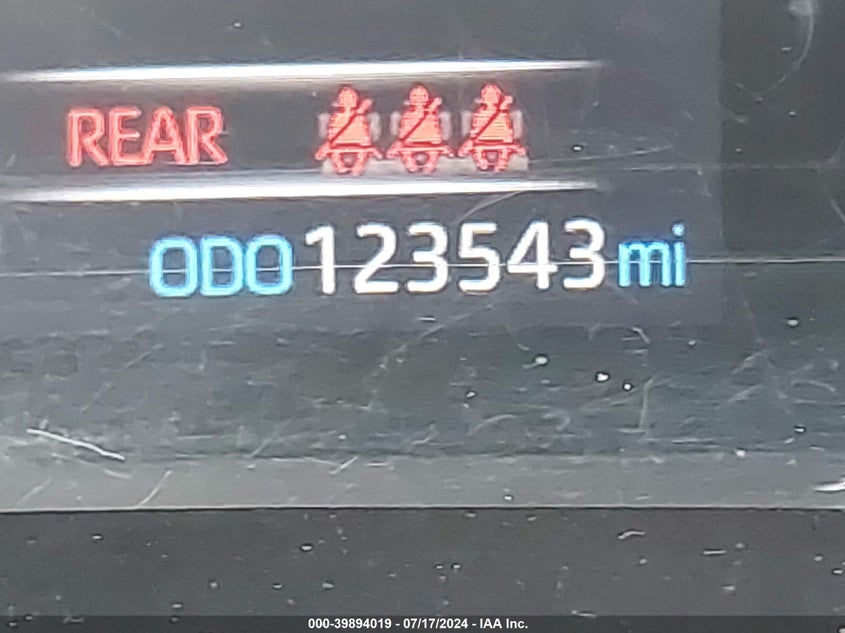 REAR
ODO 123543 mi
000-39894019 - 07/17/2024 - IAA Inc.